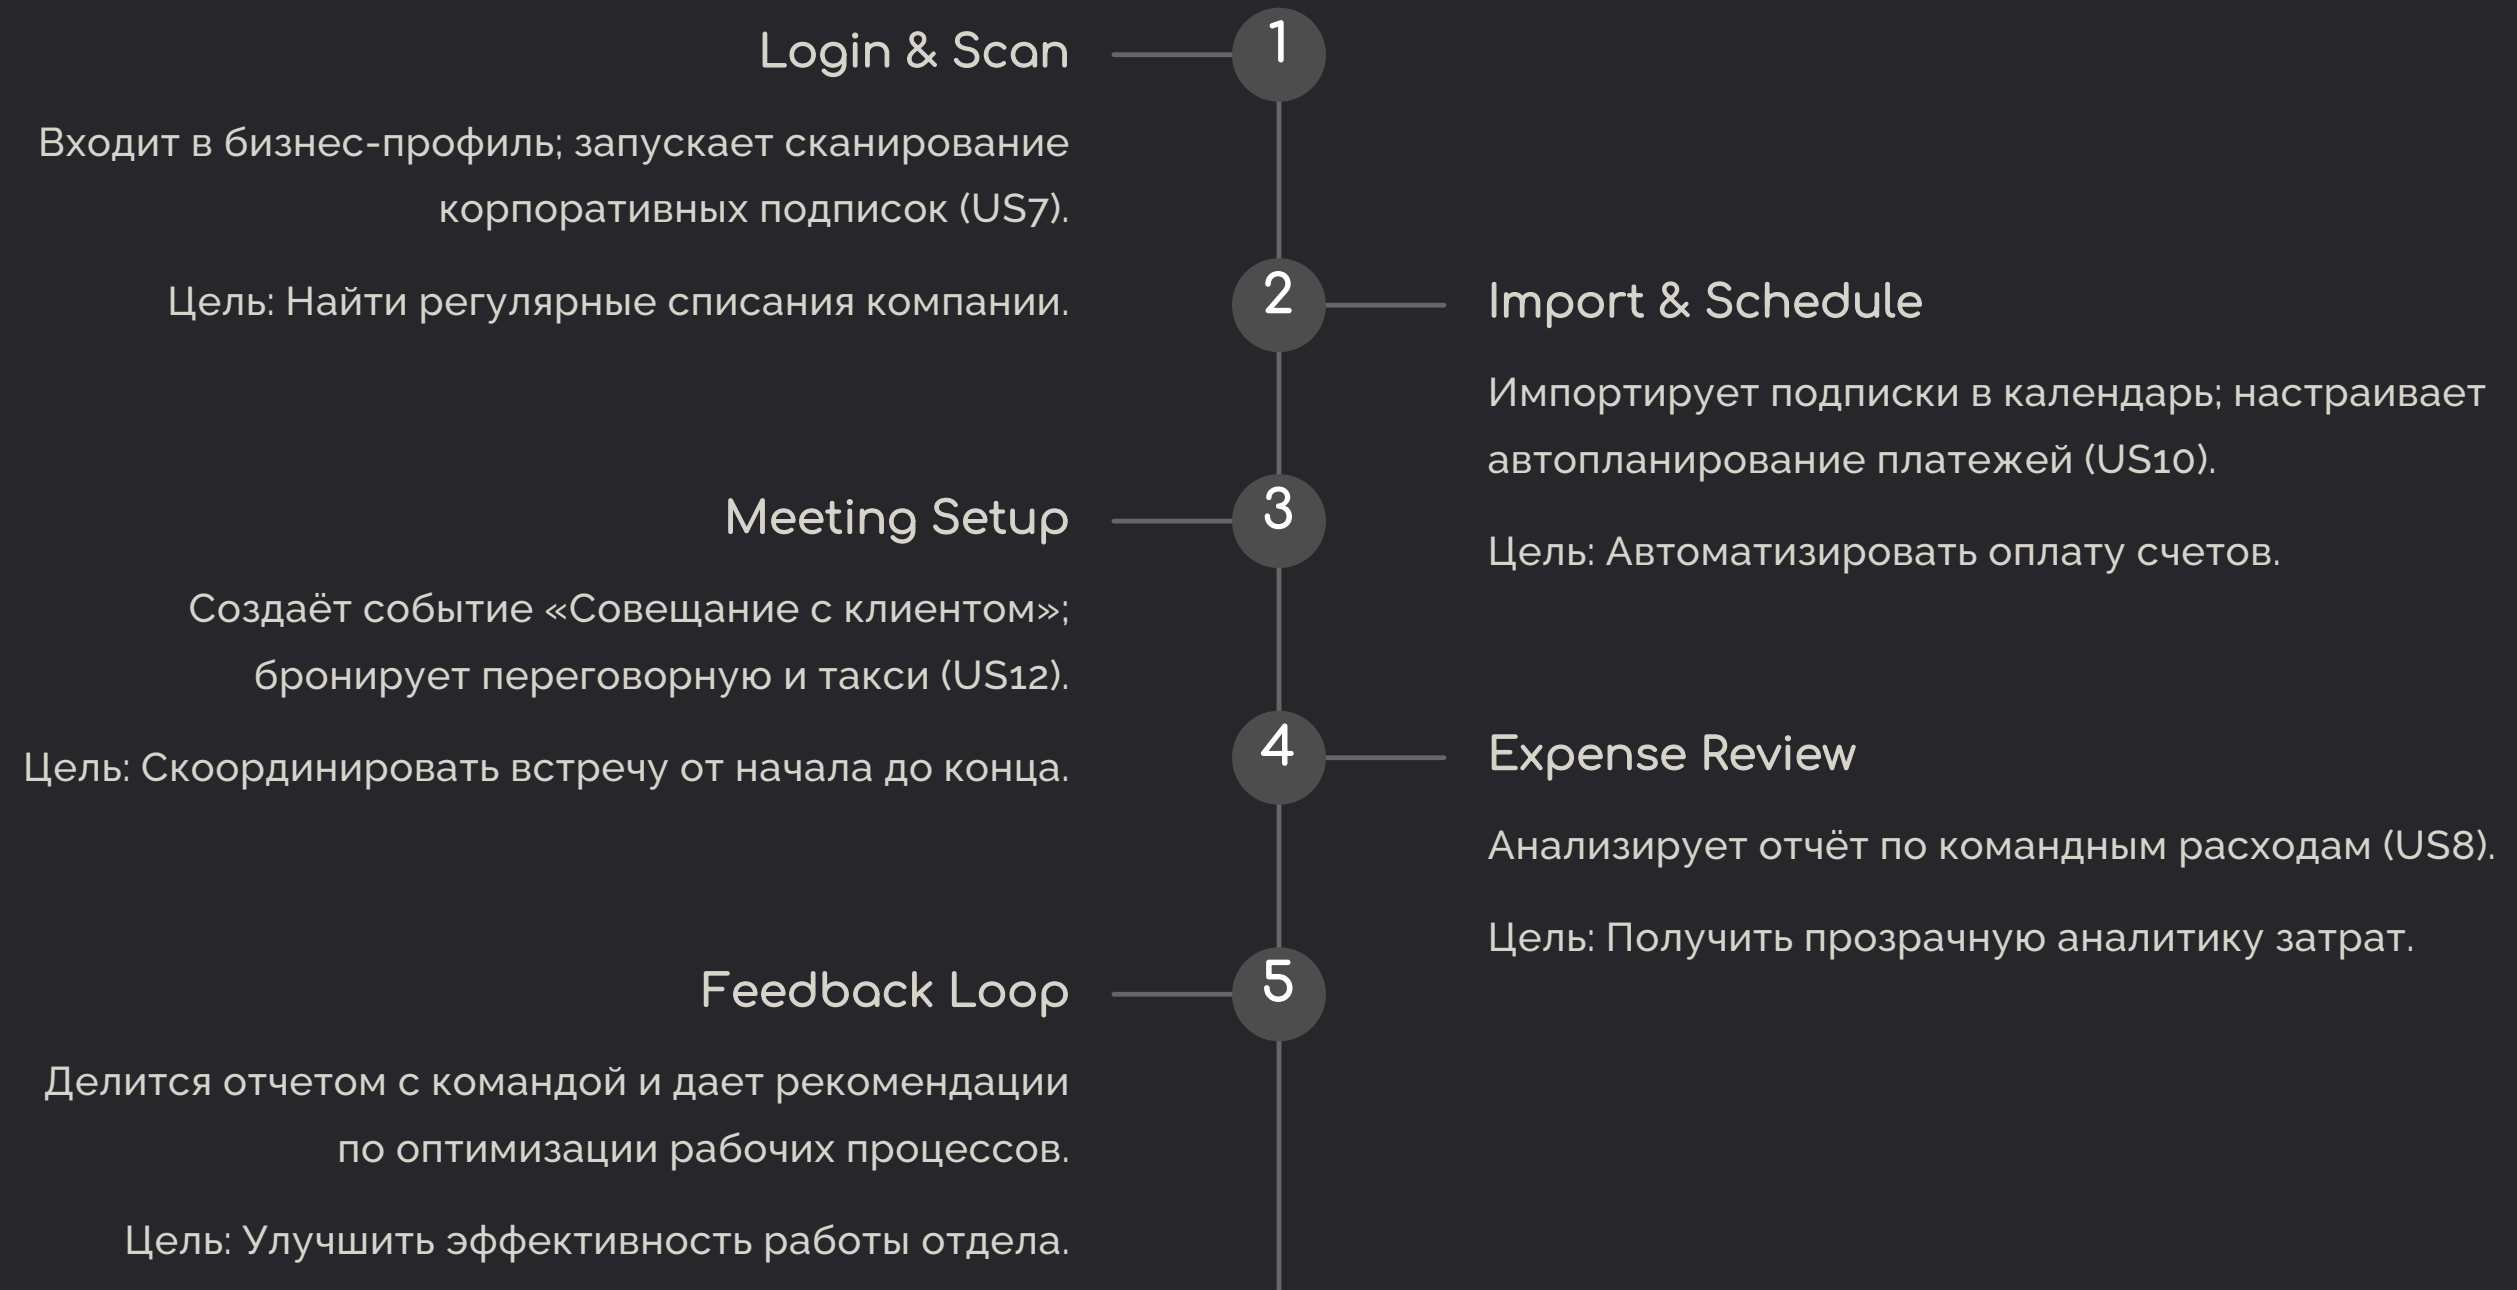 1
Login & Scan
Входит в бизнес-профиль; запускает сканирование
корпоративных подписок (US7).
Цель: Найти регулярные списания компании.
2
Import & Schedule
Импортирует подписки в календарь; настраивает
автопланирование платежей (US10).
Цель: Автоматизировать оплату счетов.
3
Meeting Setup
Создаёт событие «Совещание с клиентом»;
бронирует переговорную и такси (US12).
Цель: Скоординировать встречу от начала до конца.
4
Expense Review
Анализирует отчёт по командным расходам (US8).
Цель: Получить прозрачную аналитику затрат.
5
Feedback Loop
Делится отчетом с командой и дает рекомендации
по оптимизации рабочих процессов.
Цель: Улучшить эффективность работы отдела.